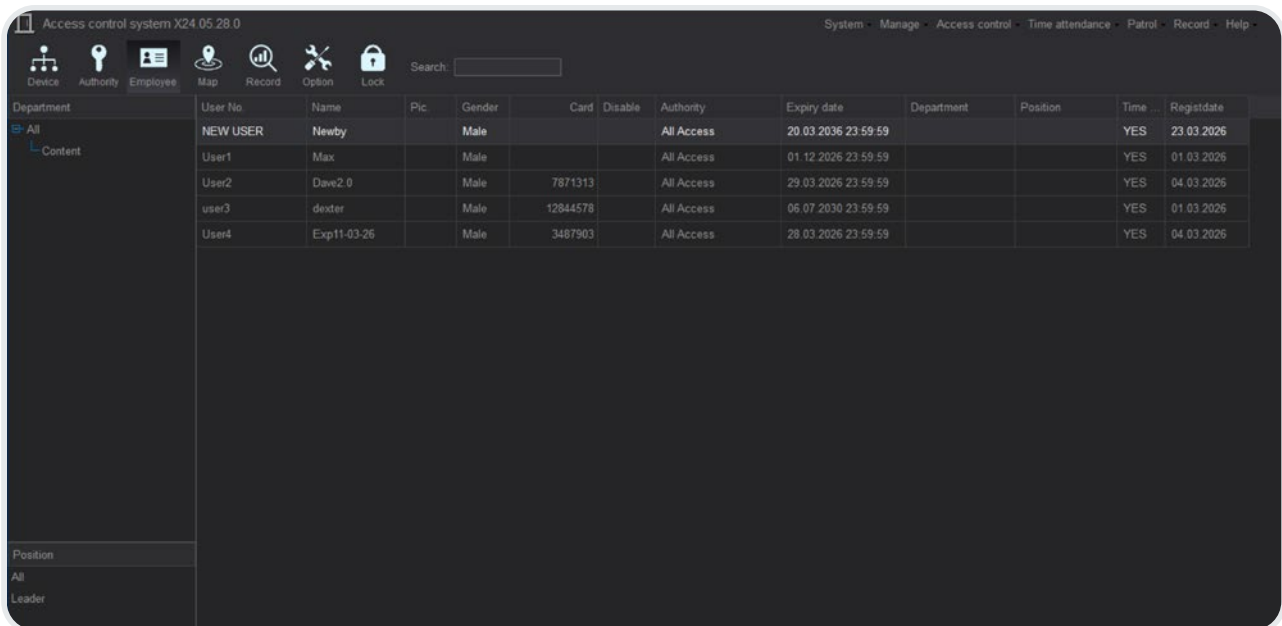 Access control system X24.05.28.0
System Manage Access control Time attendance Patrol Record Help
Device Authority Employee Map Record Option Lock Search:
Department User No. Name Pic. Gender Card Disable Authority Expiry date Department Position Time ... Registdate
All NEW USER Newby Male All Access 20.03.2036 23:59:59 YES 23.03.2026
Content User1 Max Male All Access 01.12.2026 23:59:59 YES 01.03.2026
User2 Dave2.0 Male 7871313 All Access 29.03.2026 23:59:59 YES 04.03.2026
user3 dexter Male 12844578 All Access 06.07.2030 23:59:59 YES 01.03.2026
User4 Exp11-03-26 Male 3487903 All Access 28.03.2026 23:59:59 YES 04.03.2026
Position
All
Leader